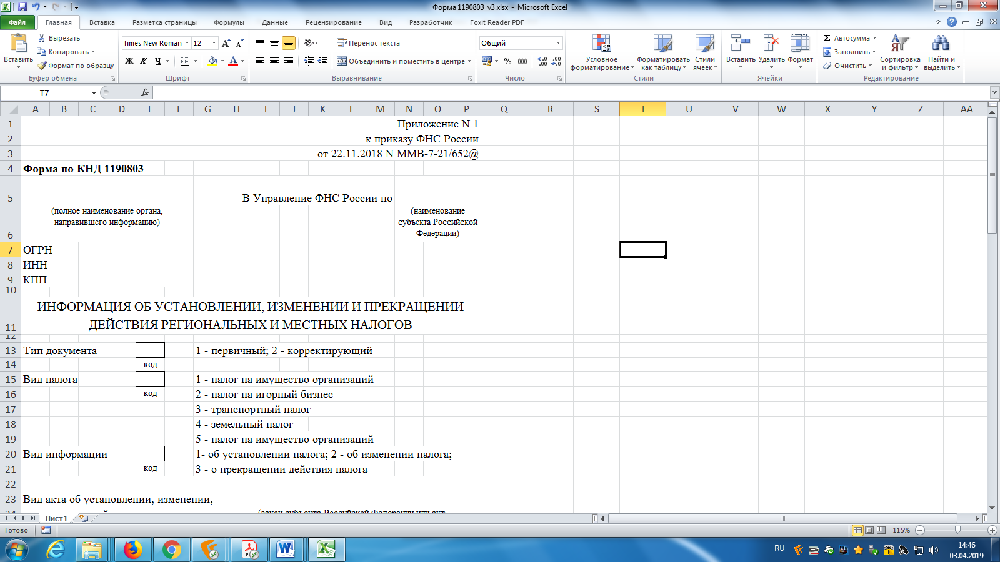 Форма 1190803_v3.xlsx - Microsoft Excel
Файл Главная Вставка Разметка страницы Формулы Данные Рецензирование Вид Разработчик Foxit Reader PDF
Вставить
Вырезать
Копировать
Формат по образцу
Буфер обмена
Times New Roman 12
Ж К Ч
Шрифт
Перенос текста
Объединить и поместить в центре
Выравнивание
Общий
% 000
Число
Условное форматирование
Форматировать как таблицу
Стили ячеек
Стили
Вставить Удалить Формат
Ячейки
Σ Автосумма
Заполнить
Очистить
Сортировка и фильтр
Найти и выделить
Редактирование
T7 fx
A B C D E F G H I J K L M N O P Q R S T U V W X Y Z AA
1 Приложение N 1
2 к приказу ФНС России
3 от 22.11.2018 N ММВ-7-21/652@
4 Форма по КНД 1190803
5 В Управление ФНС России по
(полное наименование органа,
направившего информацию)
(наименование
субъекта Российской
Федерации)
6
7 ОГРН
8 ИНН
9 КПП
10
ИНФОРМАЦИЯ ОБ УСТАНОВЛЕНИИ, ИЗМЕНЕНИИ И ПРЕКРАЩЕНИИ
11 ДЕЙСТВИЯ РЕГИОНАЛЬНЫХ И МЕСТНЫХ НАЛОГОВ
12
13 Тип документа 1 - первичный; 2 - корректирующий
14 код
15 Вид налога 1 - налог на имущество организаций
16 код 2 - налог на игорный бизнес
17 3 - транспортный налог
18 4 - земельный налог
19 5 - налог на имущество организаций
20 Вид информации 1- об установлении налога; 2 - об изменении налога;
21 код 3 - о прекращении действия налога
22
23 Вид акта об установлении, изменении,
(закон субъекта Российской Федерации или акт
Лист1
Готово 115%
RU 14:46
03.04.2019